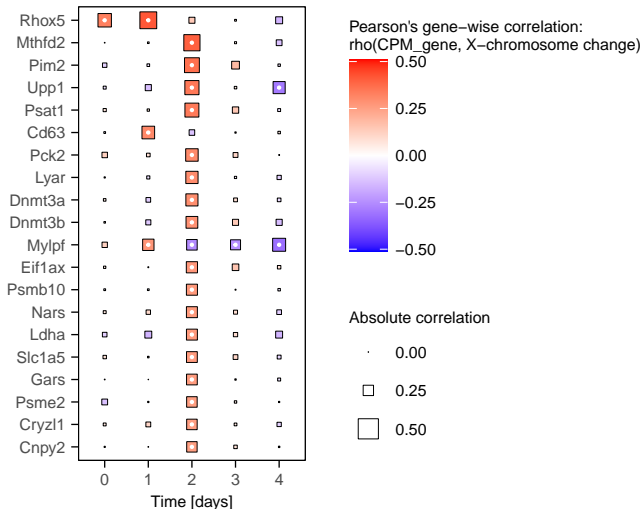 Rhox5
Mthfd2
Pim2
Upp1
Psat1
Cd63
Pck2
Lyar
Dnmt3a
Dnmt3b
Mylpf
Eif1ax
Psmb10
Nars
Ldha
Slc1a5
Gars
Psme2
Cryzl1
Cnpy2
0 1 2 3 4
Time [days]
Pearson's gene-wise correlation:
rho(CPM_gene, X-chromosome change)
0.50
0.25
0.00
−0.25
−0.50
Absolute correlation
0.00
0.25
0.50